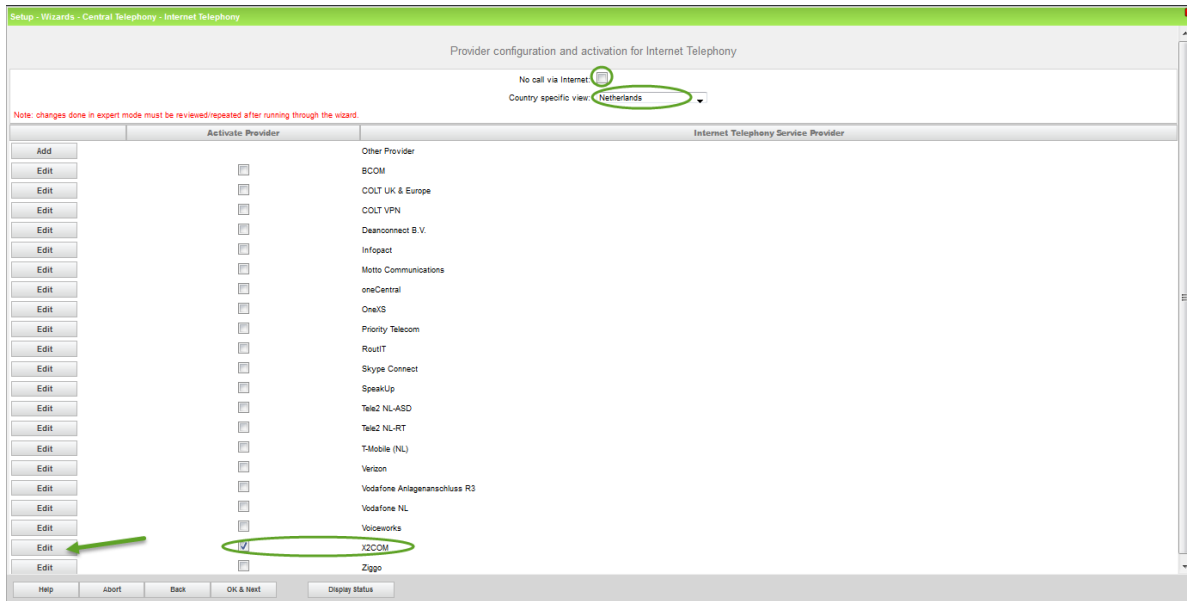 Setup - Wizards - Central Telephony - Internet Telephony
Provider configuration and activation for Internet Telephony
No call via Internet:
Country specific view: Netherlands
Note: changes done in expert mode must be reviewed/repeated after running through the wizard.
Activate Provider Internet Telephony Service Provider
Add Other Provider
Edit BCOM
Edit COLT UK & Europe
Edit COLT VPN
Edit Deanconnect B.V.
Edit Infopact
Edit Motto Communications
Edit oneCentral
Edit OneXS
Edit Priority Telecom
Edit RoutIT
Edit Skype Connect
Edit SpeakUp
Edit Tele2 NL-ASD
Edit Tele2 NL-RT
Edit T-Mobile (NL)
Edit Verizon
Edit Vodafone Anlagenanschluss R3
Edit Vodafone NL
Edit Voiceworks
Edit X2COM
Edit Ziggo
Help Abort Back OK & Next Display Status